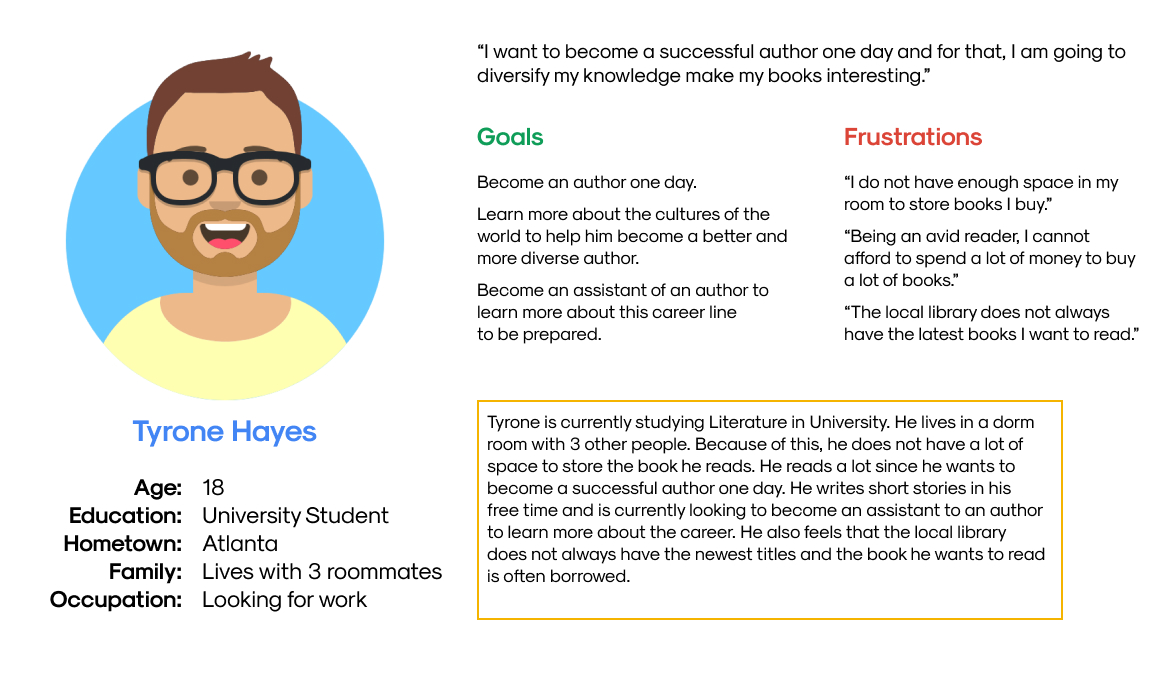 “I want to become a successful author one day and for that, I am going to
diversify my knowledge make my books interesting.”
Goals
Become an author one day.
Learn more about the cultures of the
world to help him become a better and
more diverse author.
Become an assistant of an author to
learn more about this career line
to be prepared.
Frustrations
“I do not have enough space in my
room to store books I buy.”
“Being an avid reader, I cannot
afford to spend a lot of money to buy
a lot of books.”
“The local library does not always
have the latest books I want to read.”
Tyrone Hayes
Age: 18
Education: University Student
Hometown: Atlanta
Family: Lives with 3 roommates
Occupation: Looking for work
Tyrone is currently studying Literature in University. He lives in a dorm
room with 3 other people. Because of this, he does not have a lot of
space to store the book he reads. He reads a lot since he wants to
become a successful author one day. He writes short stories in his
free time and is currently looking to become an assistant to an author
to learn more about the career. He also feels that the local library
does not always have the newest titles and the book he wants to read
is often borrowed.